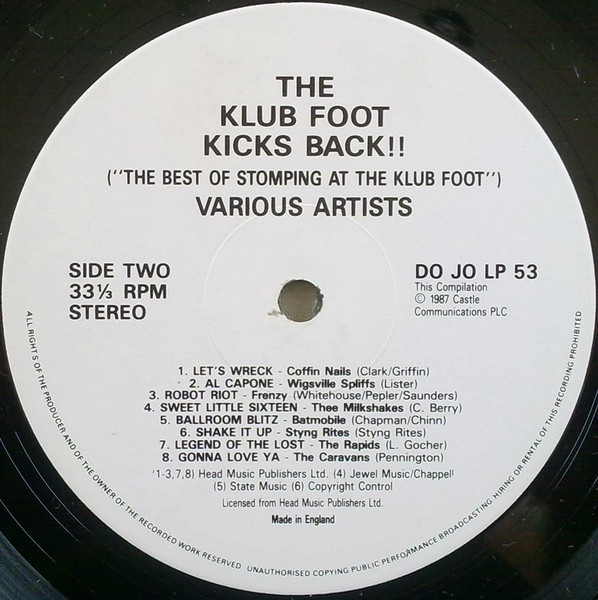 THE
KLUB FOOT
KICKS BACK!!
(''THE BEST OF STOMPING AT THE KLUB FOOT'')
VARIOUS ARTISTS
SIDE TWO
33⅓ RPM
STEREO
DO JO LP 53
This Compilation
© 1987 Castle
Communications PLC
1. LET'S WRECK - Coffin Nails (Clark/Griffin)
2. AL CAPONE - Wigsville Spliffs (Lister)
3. ROBOT RIOT - Frenzy (Whitehouse/Pepler/Saunders)
4. SWEET LITTLE SIXTEEN - Thee Milkshakes (C. Berry)
5. BALLROOM BLITZ - Batmobile (Chapman/Chinn)
6. SHAKE IT UP - Styng Rites (Styng Rites)
7. LEGEND OF THE LOST - The Rapids (L. Gocher)
8. GONNA LOVE YA - The Caravans (Pennington)
'1-3,7,8) Head Music Publishers Ltd. (4) Jewel Music/Chappel'
(5) State Music (6) Copyright Control
Licensed from Head Music Publishers Ltd.
Made in England
ALL RIGHTS OF THE PRODUCER AND OF THE OWNER OF THE RECORDED WORK RESERVED UNAUTHORISED COPYING PUBLIC PERFORMANCE BROADCASTING HIRING OR RENTAL OF THIS RECORDING PROHIBITED